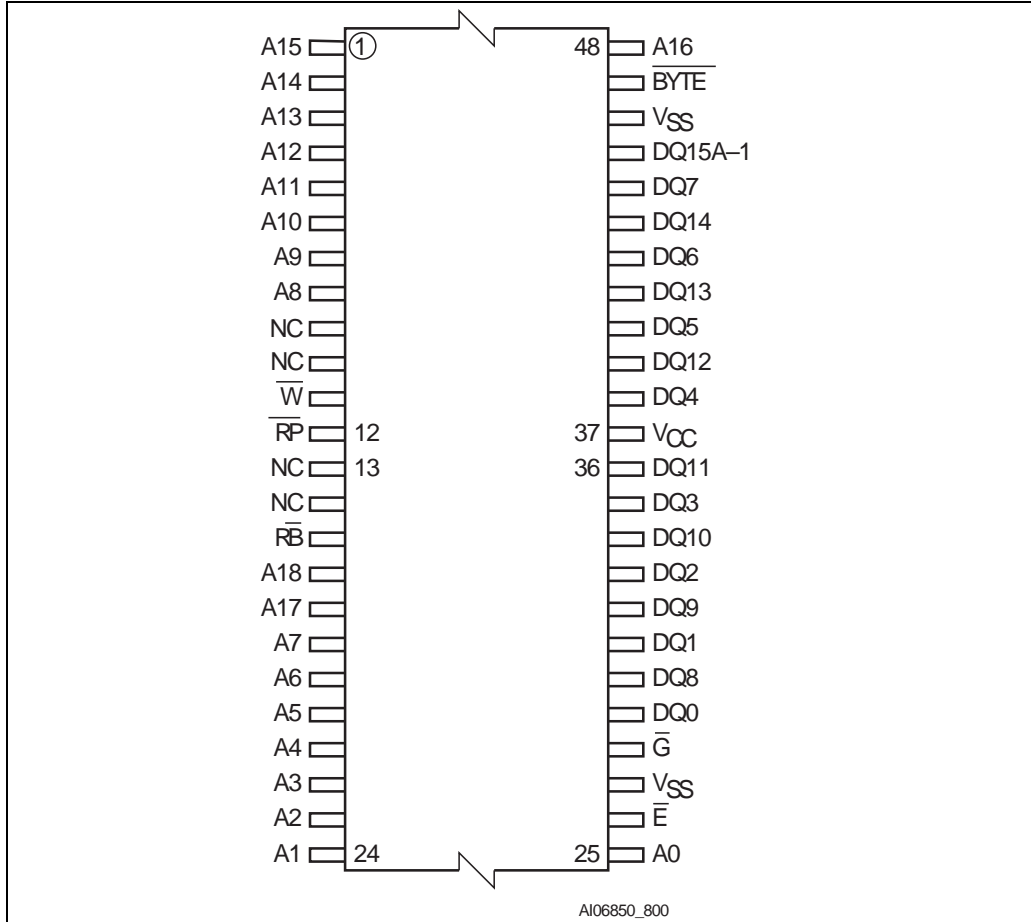 A15 1 48 A16
A14 B̅Y̅T̅E̅
A13 VSS
A12 DQ15A–1
A11 DQ7
A10 DQ14
A9 DQ6
A8 DQ13
NC DQ5
NC DQ12
W̅ DQ4
R̅P̅ 12 37 VCC
NC 13 36 DQ11
NC DQ3
RB̅ DQ10
A18 DQ2
A17 DQ9
A7 DQ1
A6 DQ8
A5 DQ0
A4 G̅
A3 VSS
A2 E̅
A1 24 25 A0
AI06850_800